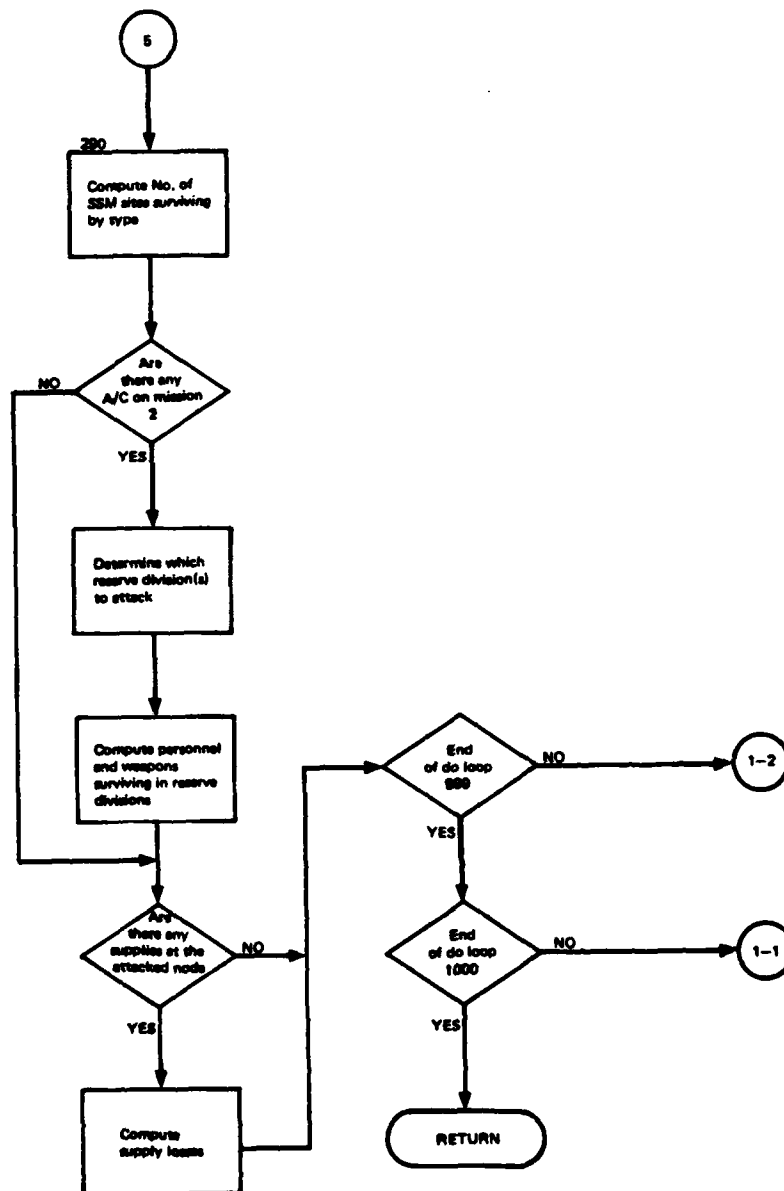 5
290
Compute No. of
SSM sites surviving
by type
Are
there any
A/C on mission
2
NO
YES
Determine which
reserve division(s)
to attack
Compute personnel
and weapons
surviving in reserve
divisions
Are
there any
supplies at the
attacked node
NO
YES
Compute
supply losses
End
of do loop
999
NO
1-2
YES
End
of do loop
1000
NO
1-1
YES
RETURN